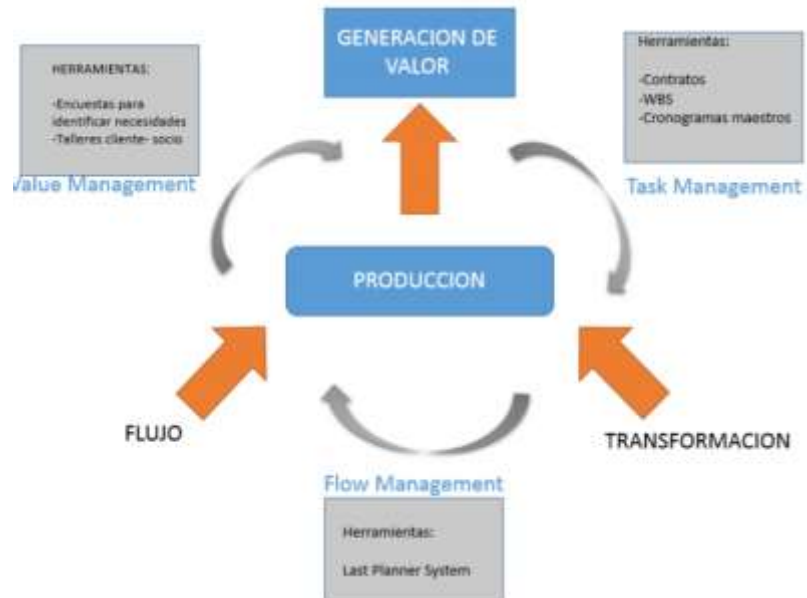 GENERACION DE
VALOR
HERRAMIENTAS:
-Encuestas para
identificar necesidades
-Talleres cliente- socio
Value Management
Herramientas:
-Contratos
-WBS
-Cronogramas maestros
Task Management
PRODUCCION
FLUJO
TRANSFORMACION
Flow Management
Herramientas:
Last Planner System